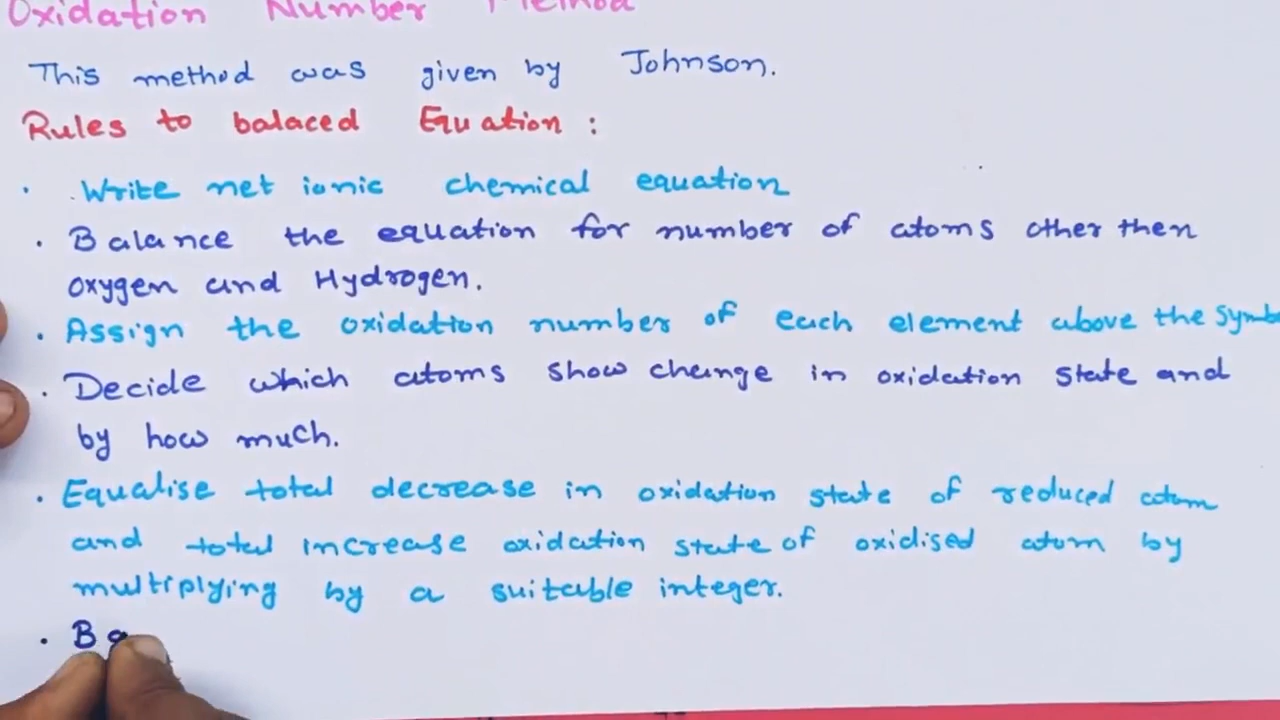 Oxidation Number Method
This method was given by Johnson.
Rules to balaced Equation :
. Write net ionic chemical equation
. Balance the equation for number of atoms other then
oxygen and Hydrogen.
. Assign the oxidation number of each element above the
. Decide which atoms show change in oxidation state and
by how much.
. Equalise total decrease in oxidation state of reduced atom
and total increase oxidation state of oxidised atom by
multiplying by a suitable integer.